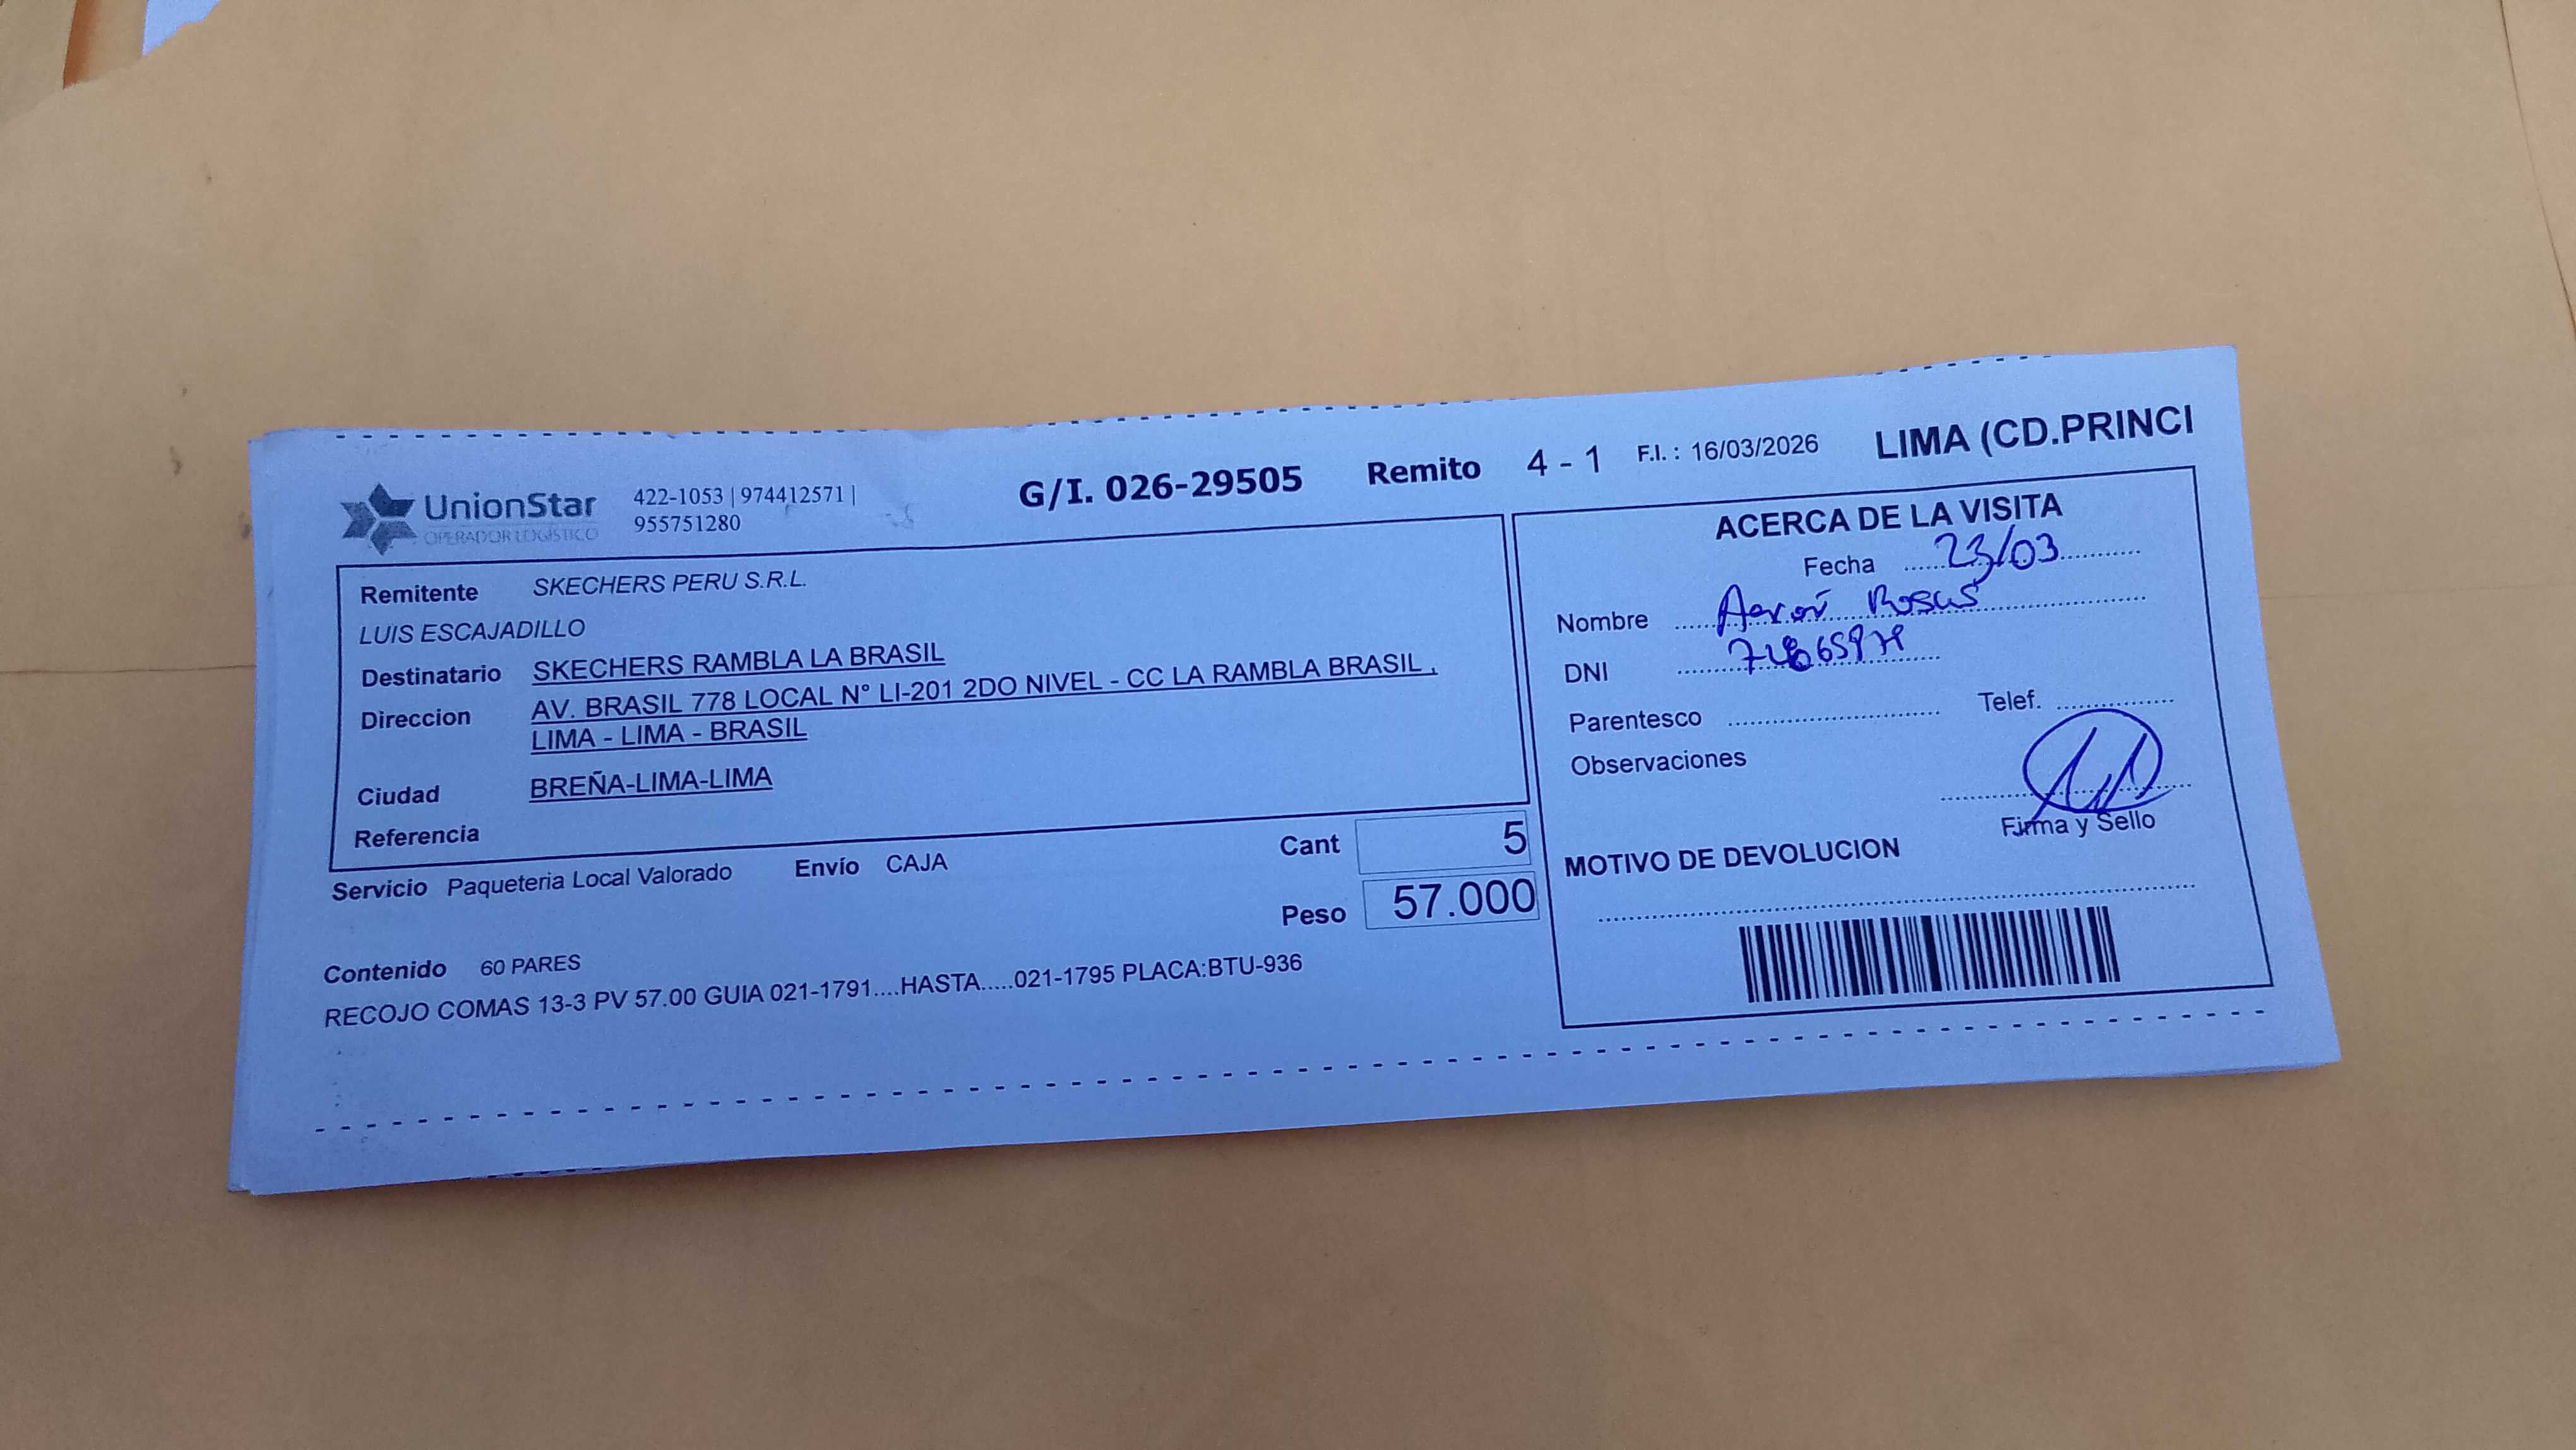 UnionStar
OPERADOR LOGÍSTICO
422-1053 | 974412571 |
955751280
G/I. 026-29505 Remito 4 - 1 F.I. : 16/03/2026 LIMA (CD.PRINCI
Remitente SKECHERS PERU S.R.L.
LUIS ESCAJADILLO
Destinatario SKECHERS RAMBLA LA BRASIL
Direccion AV. BRASIL 778 LOCAL N° LI-201 2DO NIVEL - CC LA RAMBLA BRASIL ,
LIMA - LIMA - BRASIL
Ciudad BREÑA-LIMA-LIMA
Referencia
Servicio Paqueteria Local Valorado Envío CAJA
Cant 5
Peso 57.000
Contenido 60 PARES
RECOJO COMAS 13-3 PV 57.00 GUIA 021-1791....HASTA.....021-1795 PLACA:BTU-936
ACERCA DE LA VISITA
Fecha 23/03
Nombre
DNI
Parentesco Telef.
Observaciones
Firma y Sello
MOTIVO DE DEVOLUCION